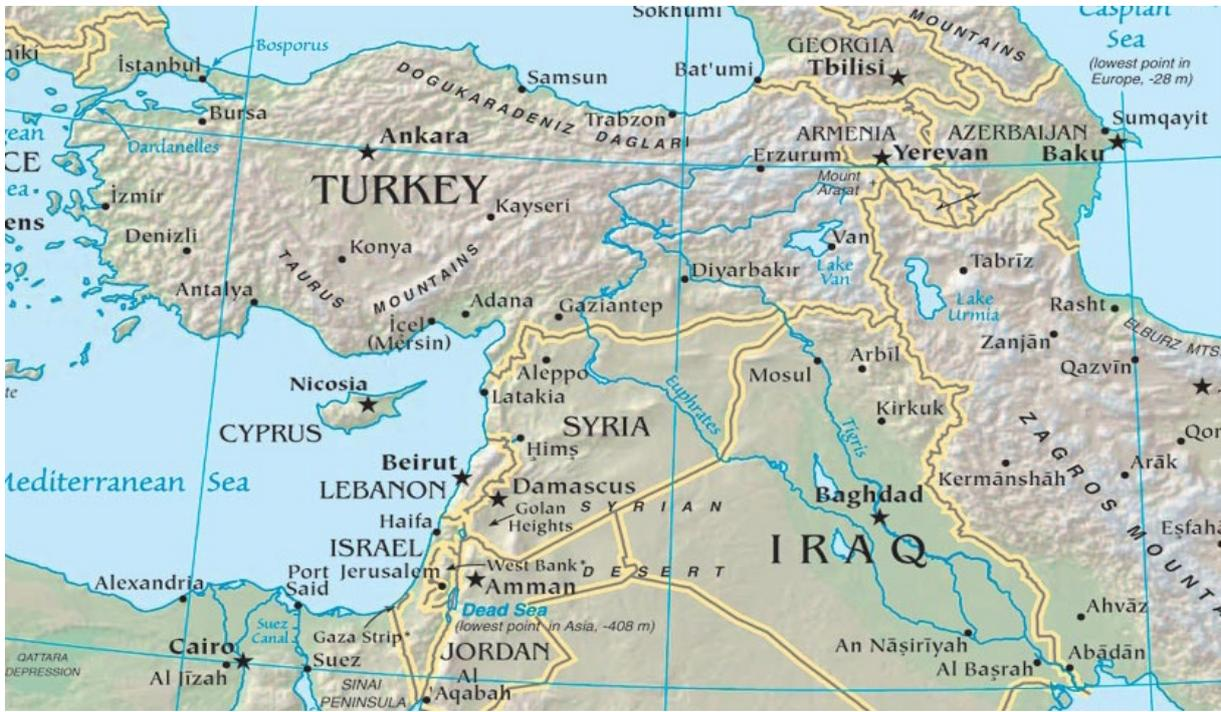 Sokhumi
MOUNTAINS
Caspian
Sea
(lowest point in
Europe, -28 m)
GEORGIA
Tbilisi
Bat'umi
Bosporus
İstanbul
Samsun
DOGUKARADENIZ DAGLARI
Bursa
Trabzon
Sumqayit
Ankara
ARMENIA
AZERBAIJAN
Dardanelles
Erzurum
Yerevan
Baku
Mount
Ararat
TURKEY
İzmir
Kayseri
Denizli
Konya
Van
Lake
Van
Tabrīz
TAURUS
MOUNTAINS
Diyarbakır
Antalya
Adana
Gaziantep
Lake
Urmia
Rasht
İçel
(Mersin)
ELBURZ MTS
Zanjān
Qazvīn
Aleppo
Mosul
Arbīl
Nicosia
Latakia
Euphrates
Kirkuk
CYPRUS
SYRIA
Tigris
ZAGROS MOUNTA
Ḩimş
Qor
Beirut
Kermānshāh
Arāk
Mediterranean Sea
LEBANON
Damascus
Baghdad
SYRIAN
Golan
Heights
Haifa
Eşfaha
ISRAEL
IRAQ
West Bank*
DESERT
Port
Said
Jerusalem
Amman
Alexandria
Dead Sea
(lowest point in Asia, -408 m)
Ahvāz
Suez
Canal
Gaza Strip*
Cairo
JORDAN
An Nāşirīyah
Abādān
QATTARA
DEPRESSION
Al Jīzah
Suez
SINAI
PENINSULA
Al
'Aqabah
Al Başrah